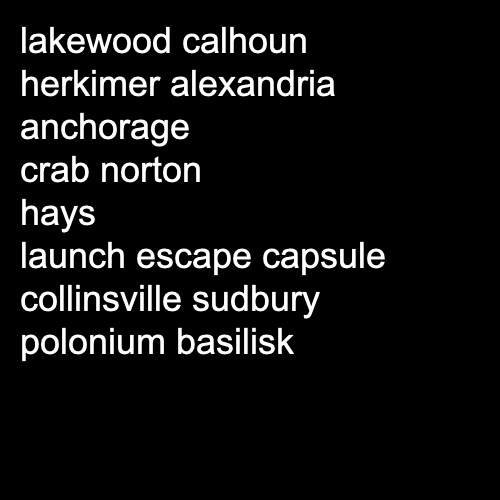 lakewood calhoun
herkimer alexandria
anchorage
crab norton
hays
launch escape capsule
collinsville sudbury
polonium basilisk